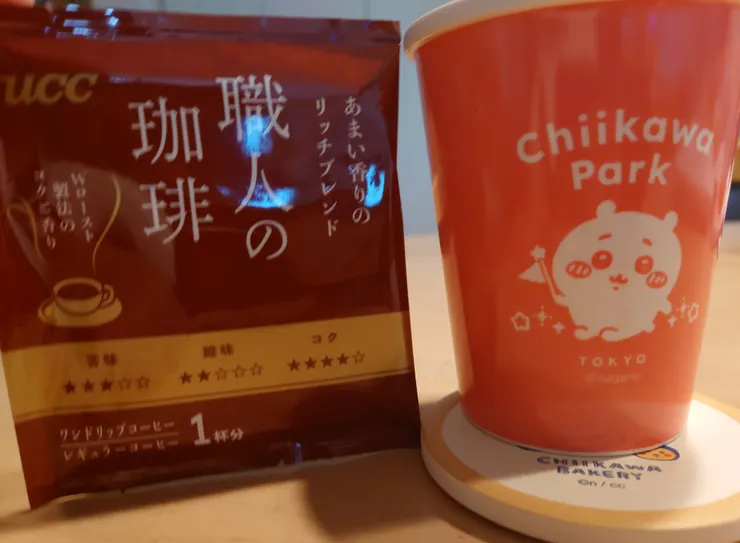 ucc
あまい香りの
リッチブレンド
職人の
珈琲
Wロースト
製法の
コクと香り
苦味
★★★☆☆
酸味
★★☆☆☆
コク
★★★★☆
ワンドリップコーヒー
レギュラーコーヒー
1杯分
Chiikawa
Park
TOKYO
©nagano
CHIIKAWA
BAKERY
©n / cc